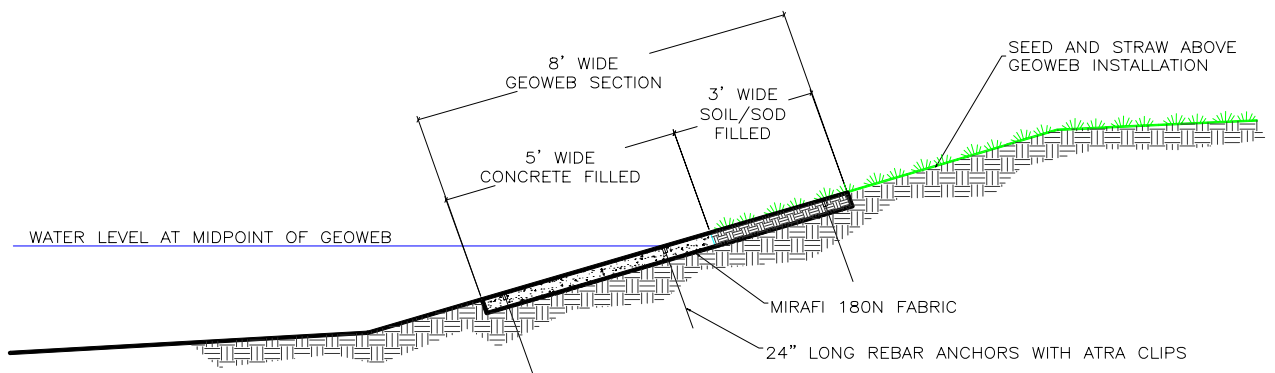 SEED AND STRAW ABOVE
GEOWEB INSTALLATION
8' WIDE
GEOWEB SECTION
3' WIDE
SOIL/SOD
FILLED
5' WIDE
CONCRETE FILLED
WATER LEVEL AT MIDPOINT OF GEOWEB
MIRAFI 180N FABRIC
24" LONG REBAR ANCHORS WITH ATRA CLIPS